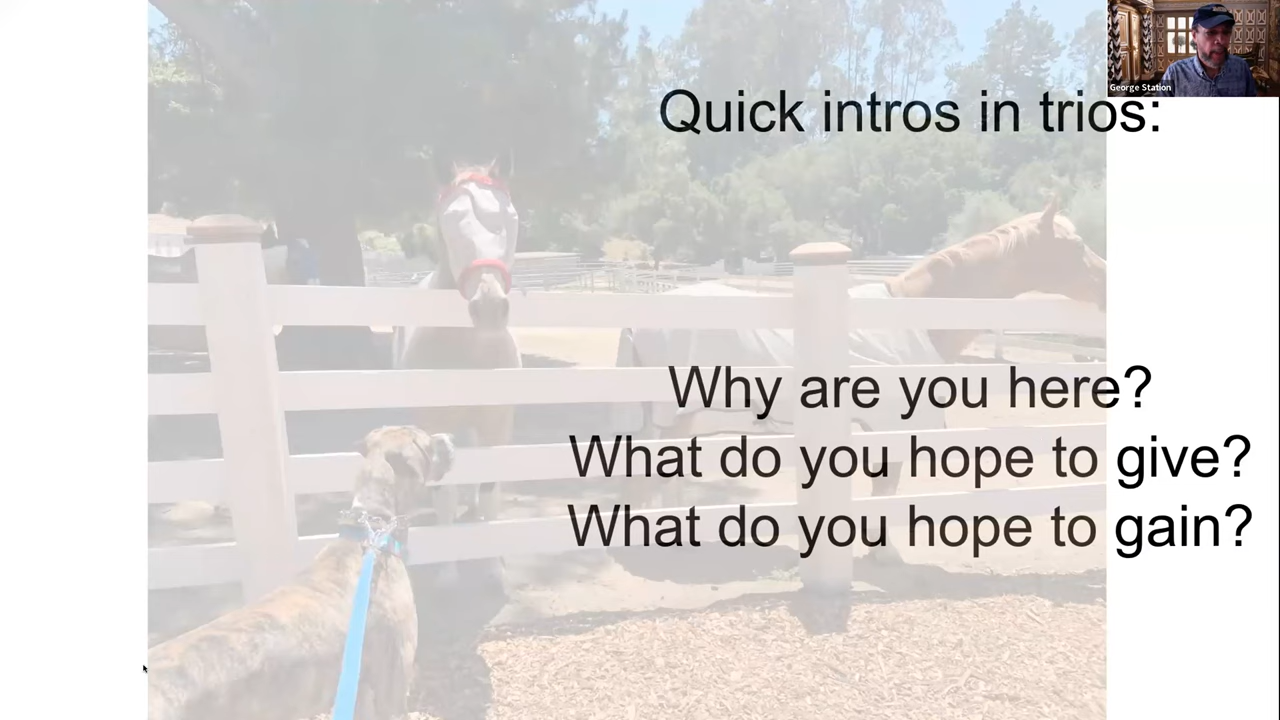 George Station
Quick intros in trios:
Why are you here?
What do you hope to give?
What do you hope to gain?